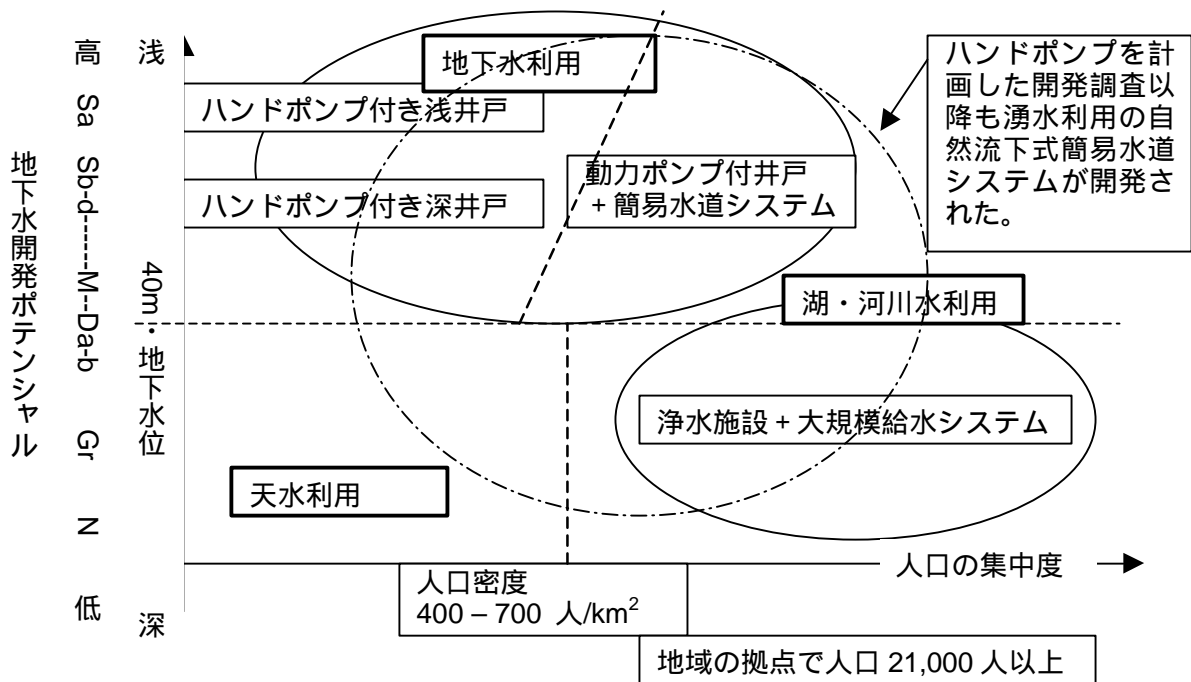 地下水開発ポテンシャル
高 Sa Sb-d------M--Da-b Gr N 低
浅 40m・地下水位 深
地下水利用
ハンドポンプ付き浅井戸
ハンドポンプ付き深井戸
動力ポンプ付井戸
+ 簡易水道システム
ハンドポンプを計
画した開発調査以
降も湧水利用の自
然流下式簡易水道
システムが開発さ
れた。
湖・河川水利用
浄水施設 + 大規模給水システム
天水利用
人口の集中度
人口密度
400 – 700 人/km²
地域の拠点で人口 21,000 人以上